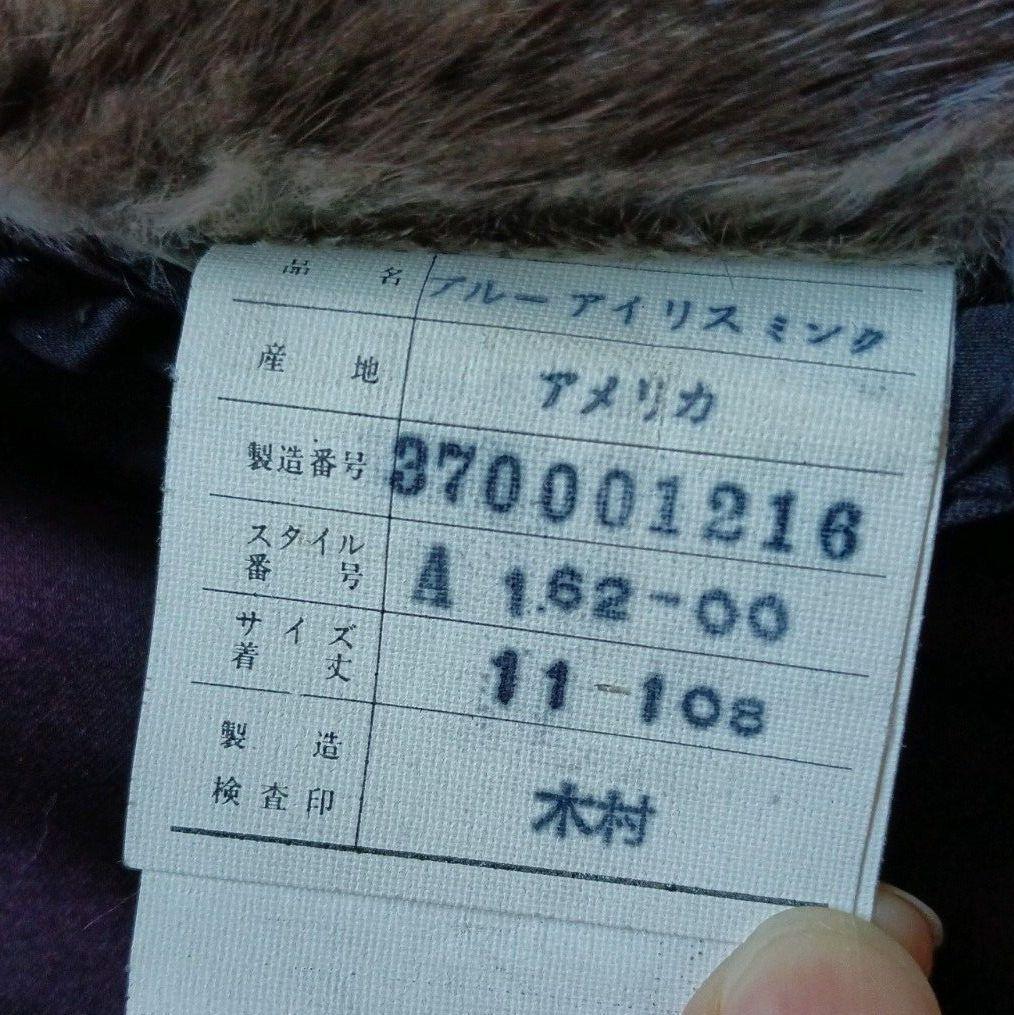 品名 ブルーアイリスミンク
産地 アメリカ
製造番号 370001216
スタイル番号 A 1.62-00
サイズ着丈 11-108
製造検査印 木村